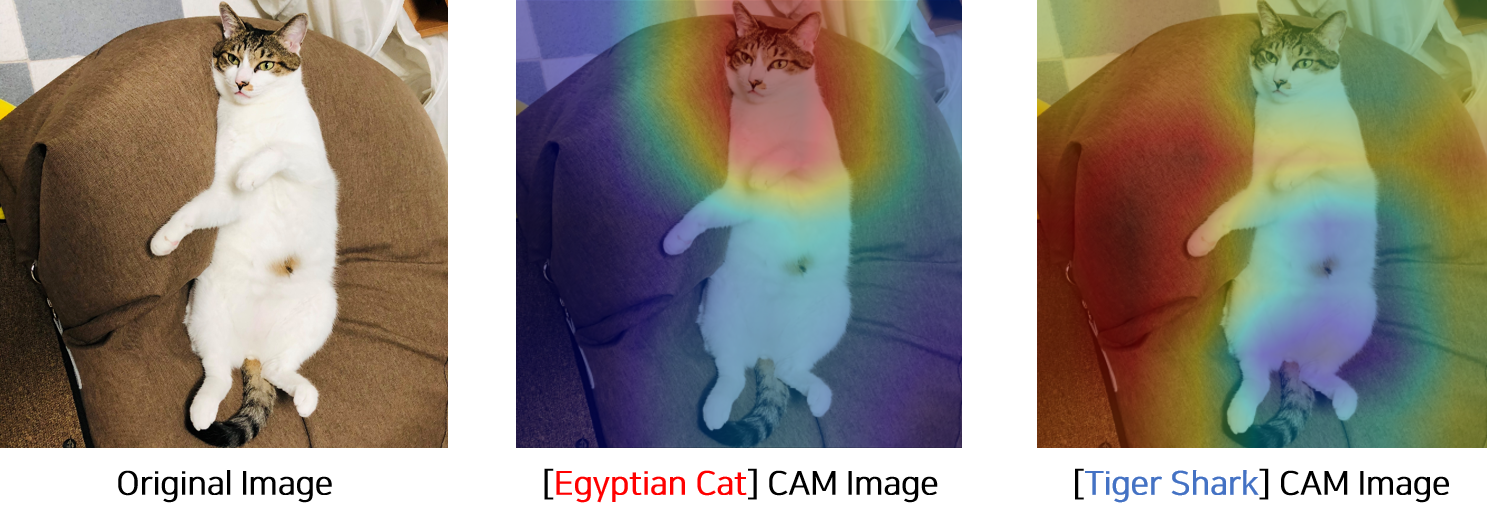 Original Image
[Egyptian Cat] CAM Image
[Tiger Shark] CAM Image